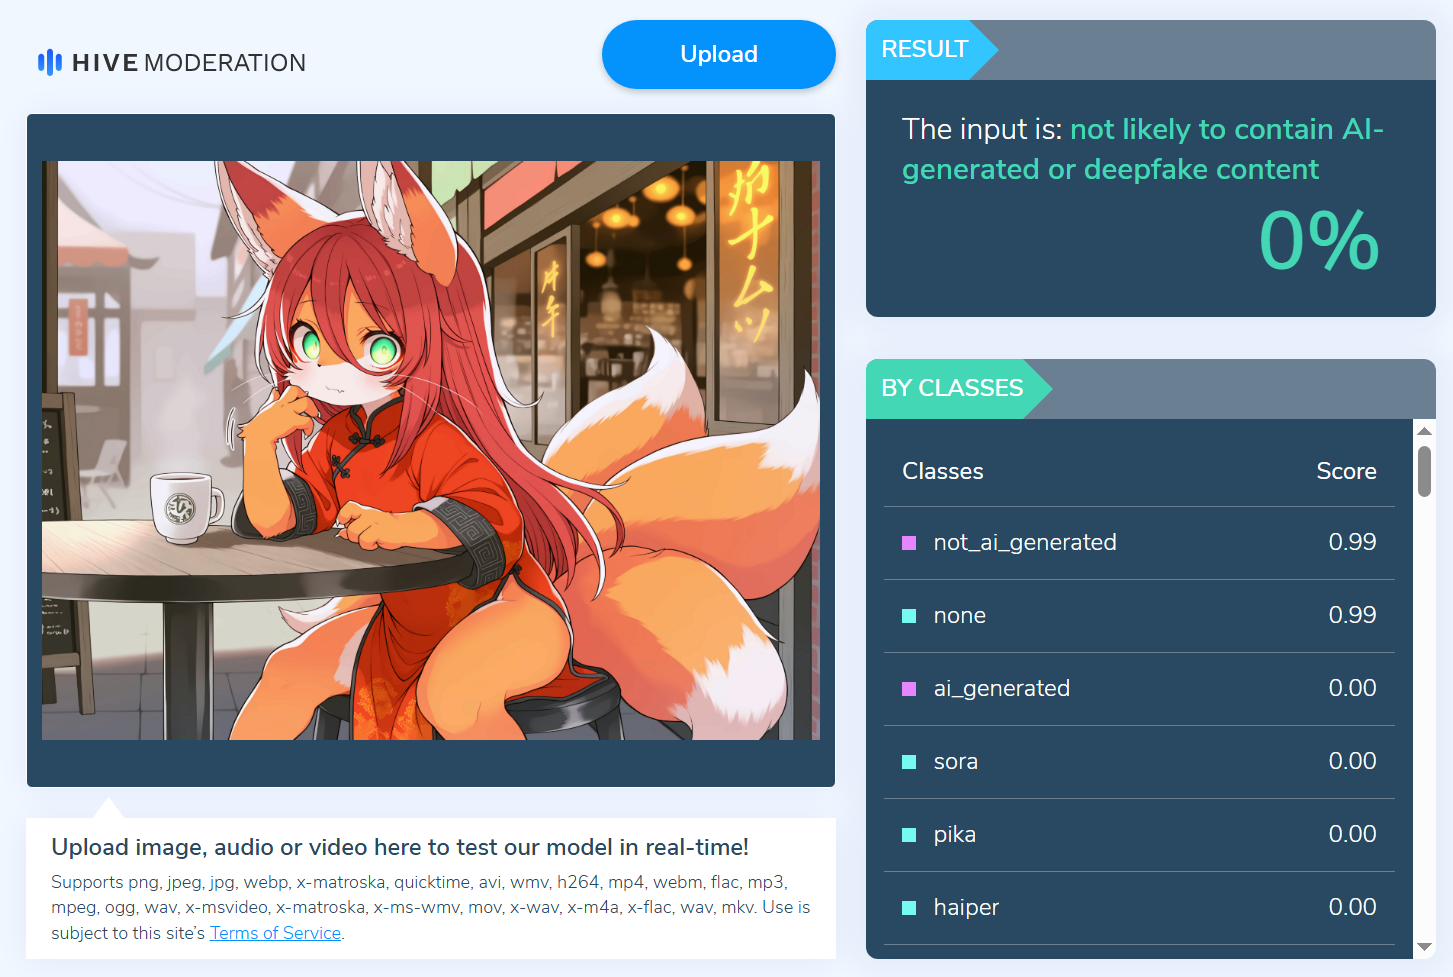 HIVE MODERATION
Upload
Upload image, audio or video here to test our model in real-time!
Supports png, jpeg, jpg, webp, x-matroska, quicktime, avi, wmv, h264, mp4, webm, flac, mp3,
mpeg, ogg, wav, x-msvideo, x-matroska, x-ms-wmv, mov, x-wav, x-m4a, x-flac, wav, mkv. Use is
subject to this site’s Terms of Service.
RESULT
The input is: not likely to contain AI-
generated or deepfake content
0%
BY CLASSES
Classes Score
not_ai_generated 0.99
none 0.99
ai_generated 0.00
sora 0.00
pika 0.00
haiper 0.00